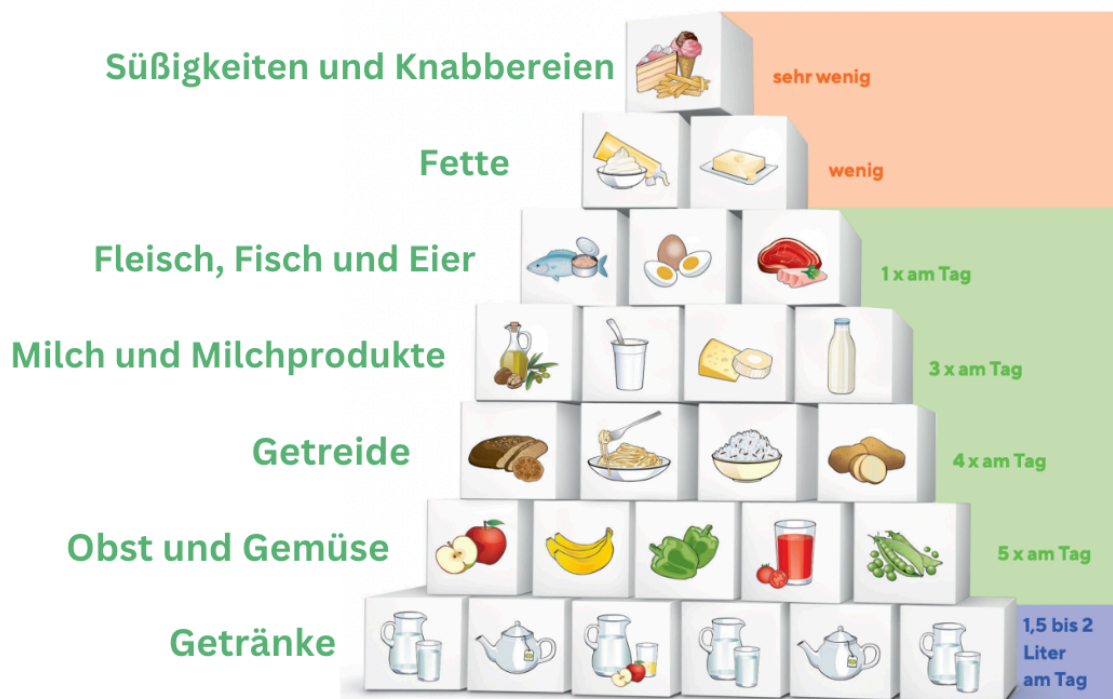 Süßigkeiten und Knabbereien
sehr wenig
Fette
wenig
Fleisch, Fisch und Eier
1 x am Tag
Milch und Milchprodukte
3 x am Tag
Getreide
4 x am Tag
Obst und Gemüse
5 x am Tag
Getränke
1,5 bis 2
Liter
am Tag